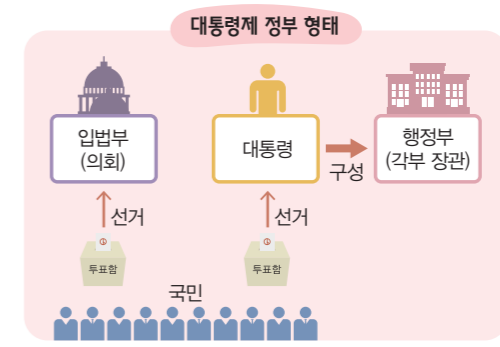 대통령제 정부 형태
입법부
(의회)
대통령
행정부
(각부 장관)
구성
선거
선거
투표함
투표함
국민